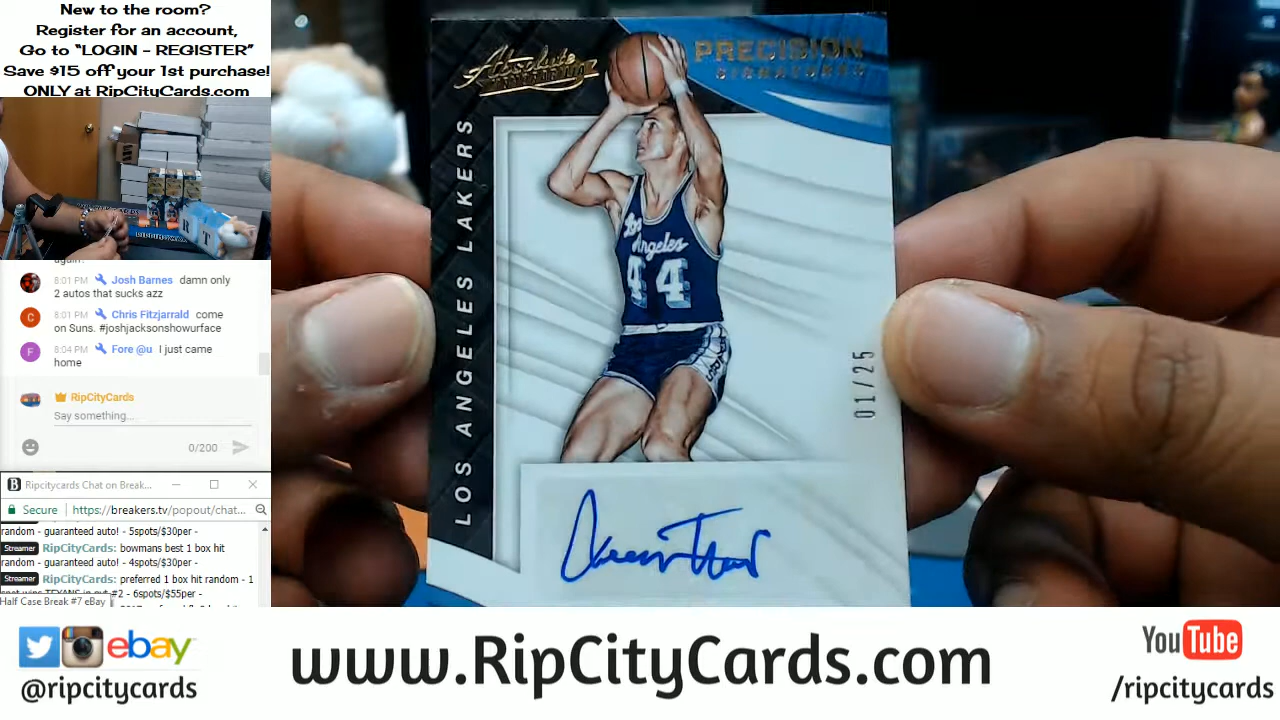 New to the room?
Register for an account,
Go to “LOGIN - REGISTER”
Save $15 off your 1st purchase!
ONLY at RipCityCards.com
again?
8:01 PM Josh Barnes damn only
2 autos that sucks azz
C 8:01 PM Chris Fitzjarrald come
on Suns. #joshjacksonshowurface
F 8:04 PM Fore @u I just came
home
RipCityCards
Say something...
0/200
B Ripcitycards Chat on Break...
Secure https://breakers.tv/popout/chat...
random - guaranteed auto! - 5spots/$30per -
Streamer RipCityCards: bowmans best 1 box hit
random - guaranteed auto! - 4spots/$30per -
Streamer RipCityCards: preferred 1 box hit random - 1
spot wins TEXANS in #2 - 6spots/$55per -
Half Case Break #7 eBay
R T
Absolute
PRECISION
SIGNATURES
LOS ANGELES LAKERS
Los
Angeles
44
01/25
ebay
@ripcitycards
www.RipCityCards.com
YouTube
/ripcitycards